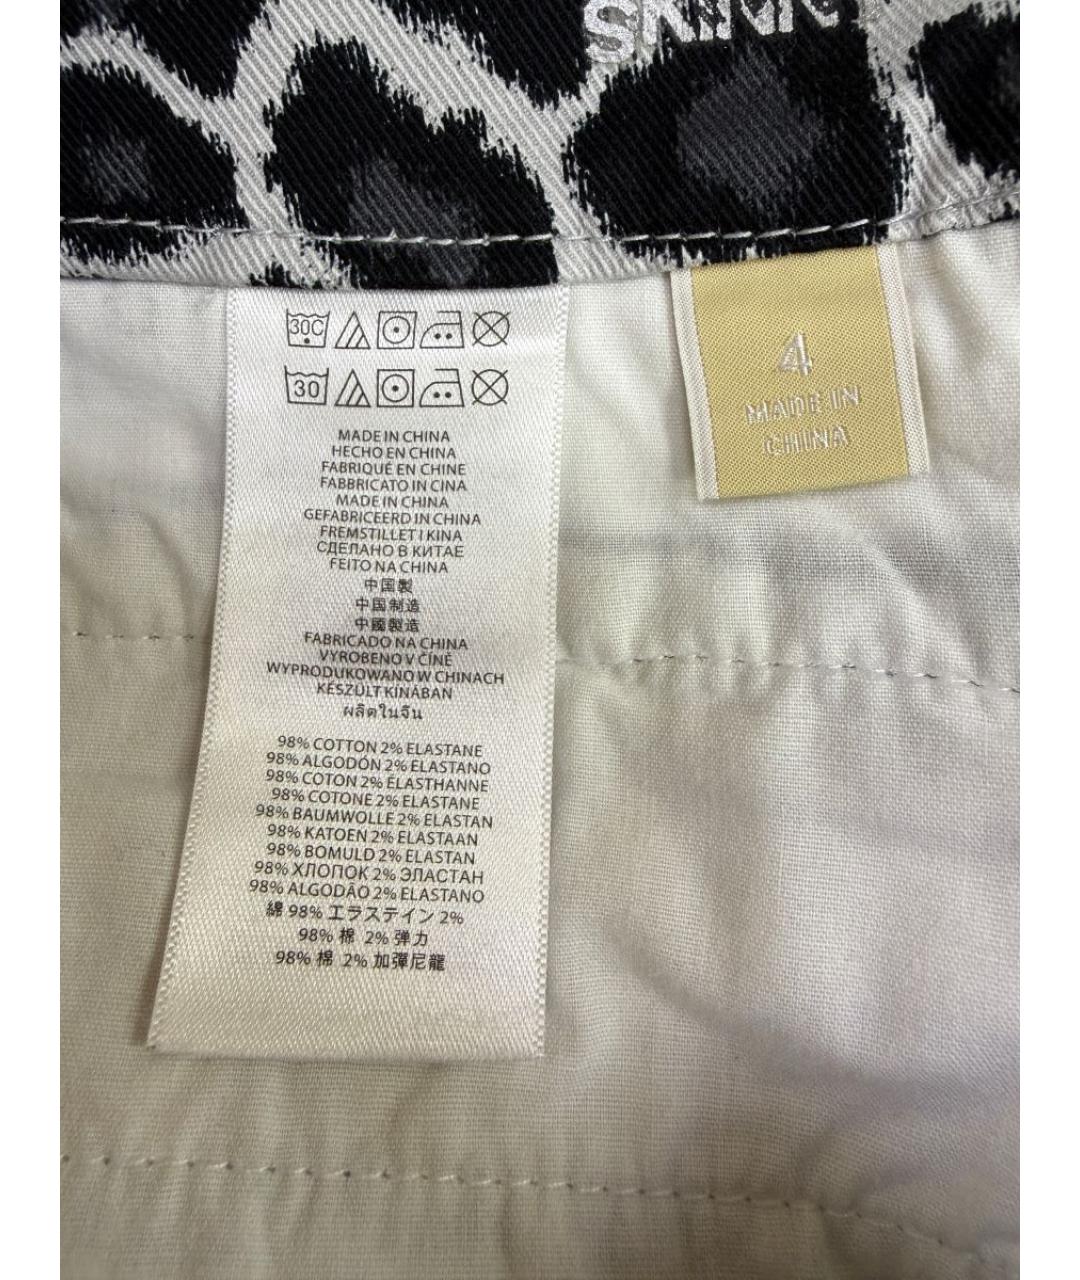 SKINNY
30C
30
4
MADE IN
CHINA
MADE IN CHINA
HECHO EN CHINA
FABRIQUÉ EN CHINE
FABBRICATO IN CINA
MADE IN CHINA
GEFABRICEERD IN CHINA
FREMSTILLET I KINA
СДЕЛАНО В КИТАЕ
FEITO NA CHINA
中国製
中国制造
中國製造
FABRICADO NA CHINA
VYROBENO V ČÍNĚ
WYPRODUKOWANO W CHINACH
KÉSZÜLT KÍNÁBAN
ผลิตในจีน
98% COTTON 2% ELASTANE
98% ALGODÓN 2% ELASTANO
98% COTON 2% ÉLASTHANNE
98% COTONE 2% ELASTANE
98% BAUMWOLLE 2% ELASTAN
98% KATOEN 2% ELASTAAN
98% BOMULD 2% ELASTAN
98% ХЛОПОК 2% ЭЛАСТАН
98% ALGODÃO 2% ELASTANO
綿 98% エラステイン 2%
98% 棉 2% 弹力
98% 棉 2% 加彈尼龍